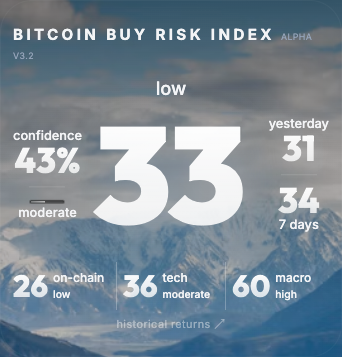 BITCOIN BUY RISK INDEX ALPHA
V3.2
low
confidence
43%
moderate
33
yesterday
31
34
7 days
26 on-chain low
36 tech moderate
60 macro high
historical returns ↗